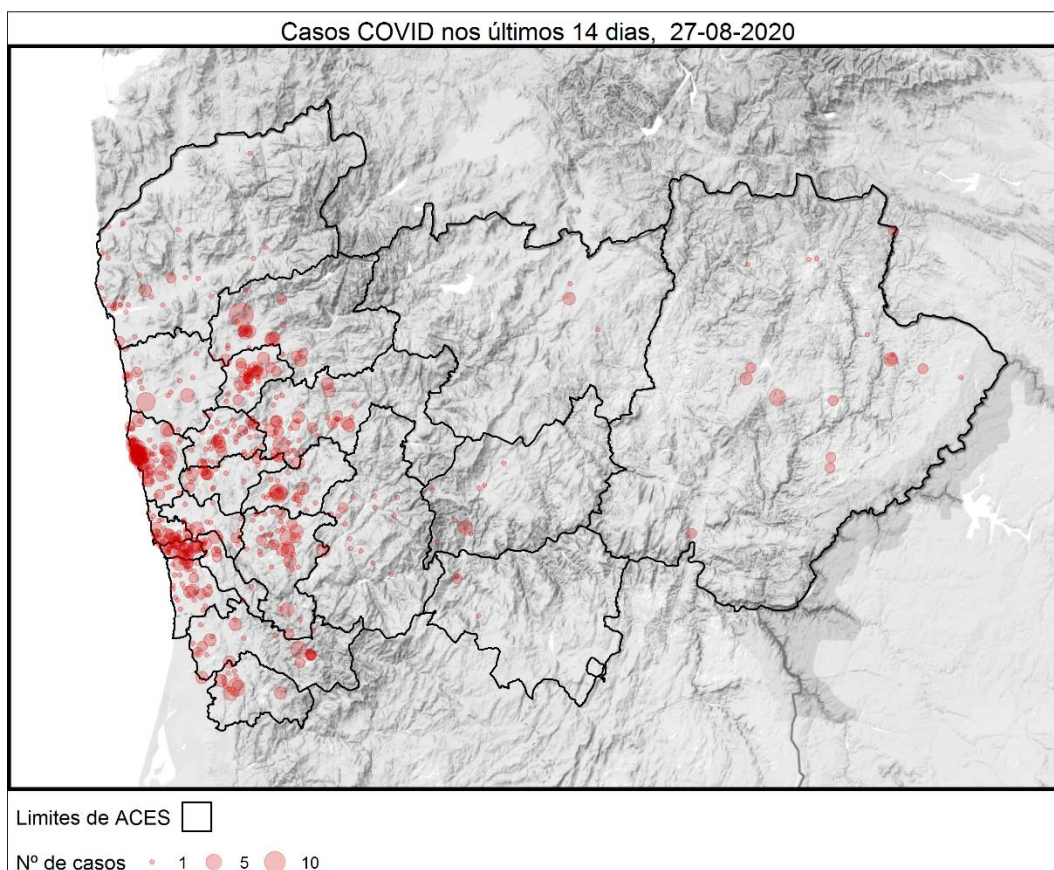 Casos COVID nos últimos 14 dias, 27-08-2020
Limites de ACES
Nº de casos 1 5 10